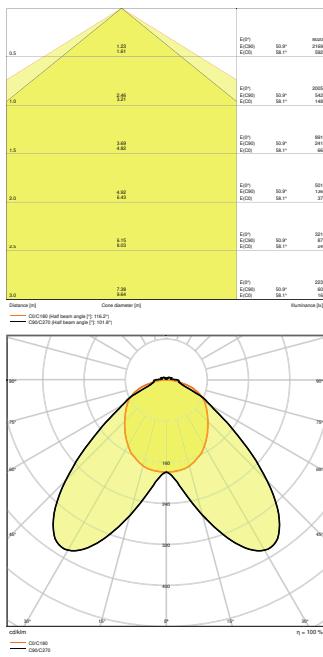 E(0°) 8020
1.23 E(C90) 50.9° 2169
0.5 1.61 E(C0) 58.1° 592
E(0°) 2005
2.46 E(C90) 50.9° 542
1.0 3.21 E(C0) 58.1° 148
E(0°) 891
3.69 E(C90) 50.9° 241
1.5 4.82 E(C0) 58.1° 66
E(0°) 501
4.92 E(C90) 50.9° 136
2.0 6.43 E(C0) 58.1° 37
E(0°) 321
6.15 E(C90) 50.9° 87
2.5 8.03 E(C0) 58.1° 24
E(0°) 223
7.38 E(C90) 50.9° 60
3.0 9.64 E(C0) 58.1° 16
Distance [m] Cone diameter [m] Illuminance [lx]
C0/C180 (Half beam angle [°]: 116.2°)
C90/C270 (Half beam angle [°]: 101.8°)
90° 90°
75° 75°
60° 60°
160
240
45° 45°
320
400
30° 15° 0° 15° 30°
cd/klm η = 100 %
C0/C180
C90/C270